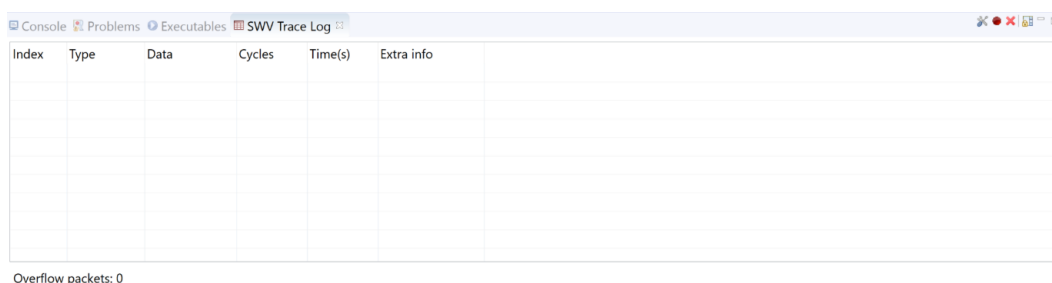 Console Problems Executables SWV Trace Log
Index Type Data Cycles Time(s) Extra info
Overflow packets: 0